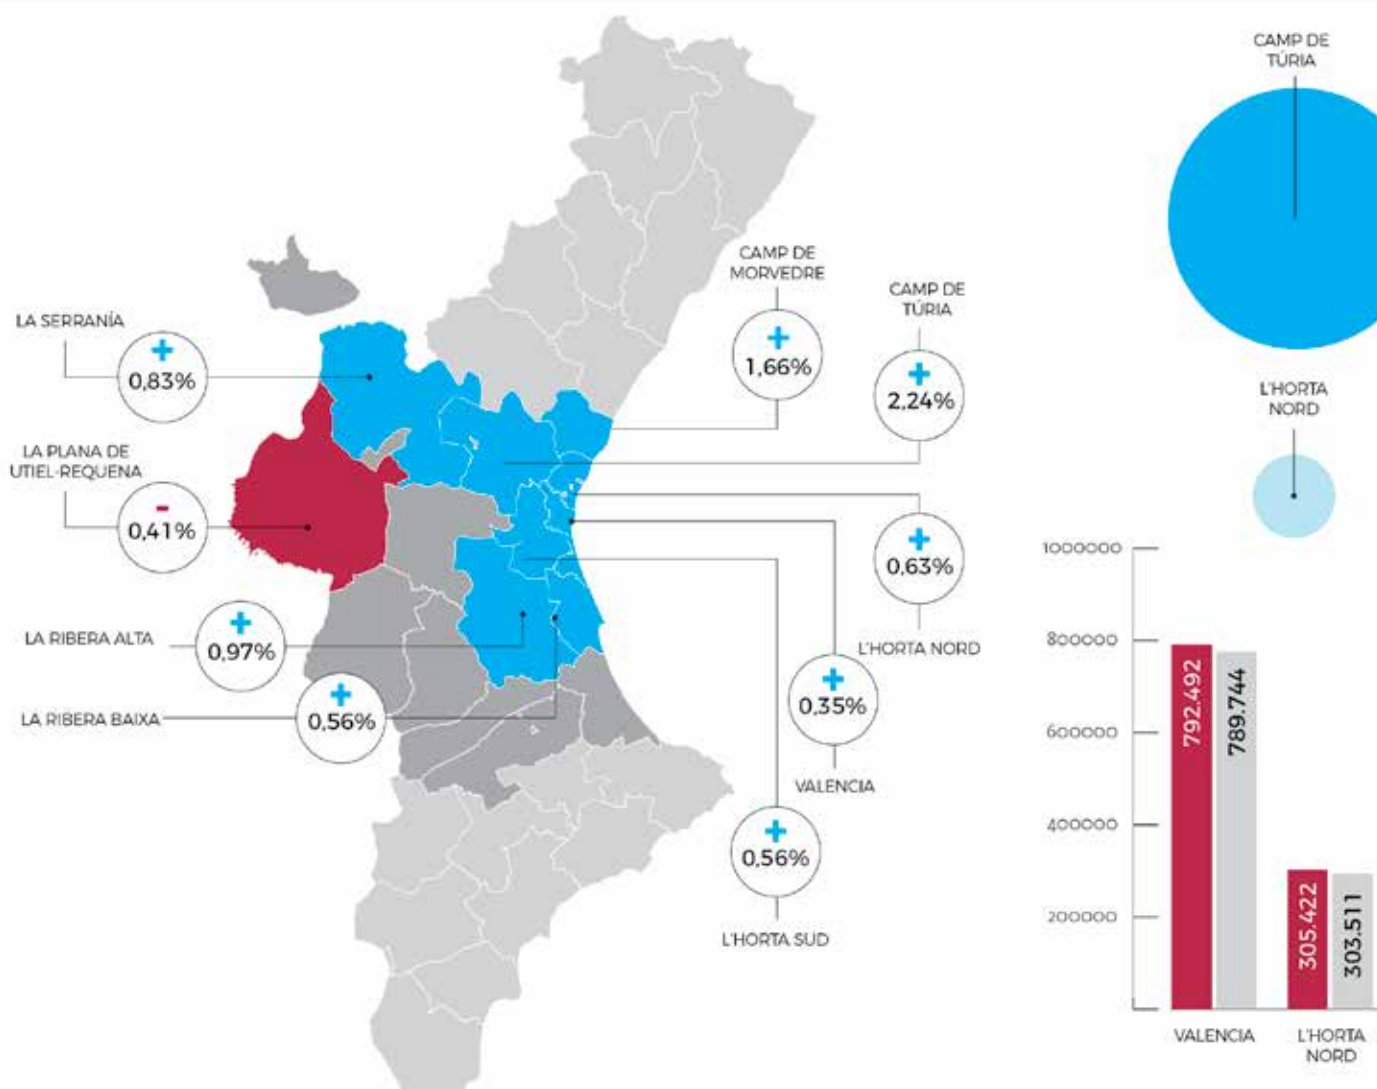 LA SERRANÍA
+
0,83%
LA PLANA DE
UTIEL-REQUENA
-
0,41%
LA RIBERA ALTA
+
0,97%
LA RIBERA BAIXA
+
0,56%
CAMP DE
MORVEDRE
+
1,66%
CAMP DE
TÚRIA
+
2,24%
+
0,63%
L'HORTA NORD
+
0,35%
VALENCIA
+
0,56%
L'HORTA SUD
CAMP DE
TÚRIA
L'HORTA
NORD
1000000
800000
600000
400000
200000
792.492
789.744
305.422
303.511
VALENCIA
L'HORTA
NORD